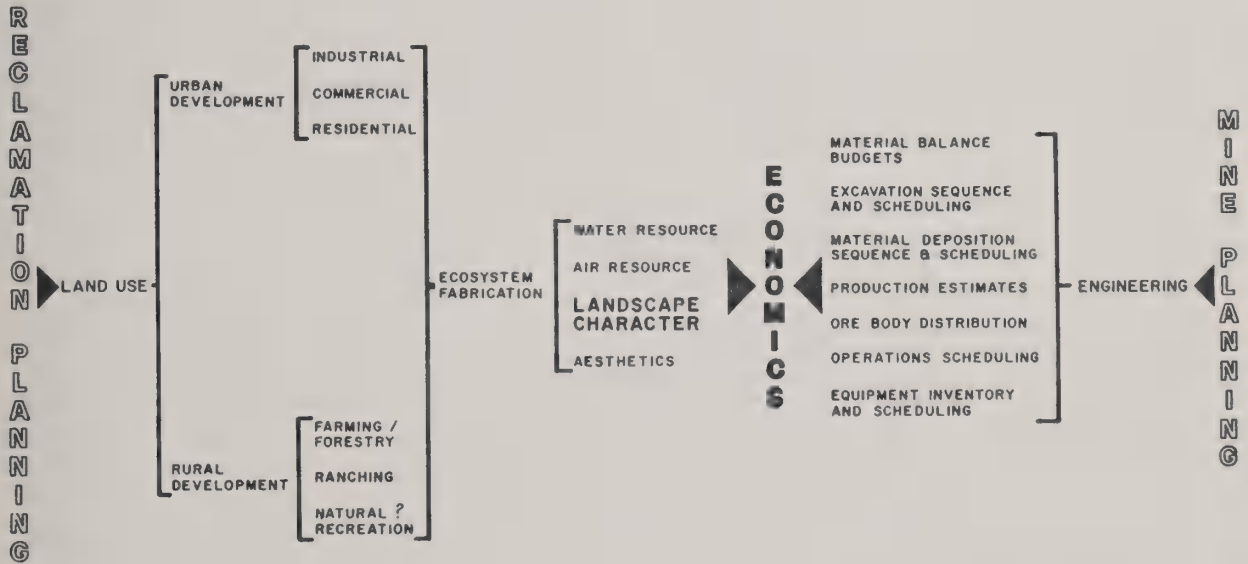 RECLAMATION PLANNING
LAND USE
URBAN
DEVELOPMENT
INDUSTRIAL
COMMERCIAL
RESIDENTIAL
RURAL
DEVELOPMENT
FARMING /
FORESTRY
RANCHING
NATURAL ?
RECREATION
ECOSYSTEM
FABRICATION
WATER RESOURCE
AIR RESOURCE
LANDSCAPE
CHARACTER
AESTHETICS
ECONOMICS
MATERIAL BALANCE
BUDGETS
EXCAVATION SEQUENCE
AND SCHEDULING
MATERIAL DEPOSITION
SEQUENCE & SCHEDULING
PRODUCTION ESTIMATES
ORE BODY DISTRIBUTION
OPERATIONS SCHEDULING
EQUIPMENT INVENTORY
AND SCHEDULING
ENGINEERING
MINE PLANNING